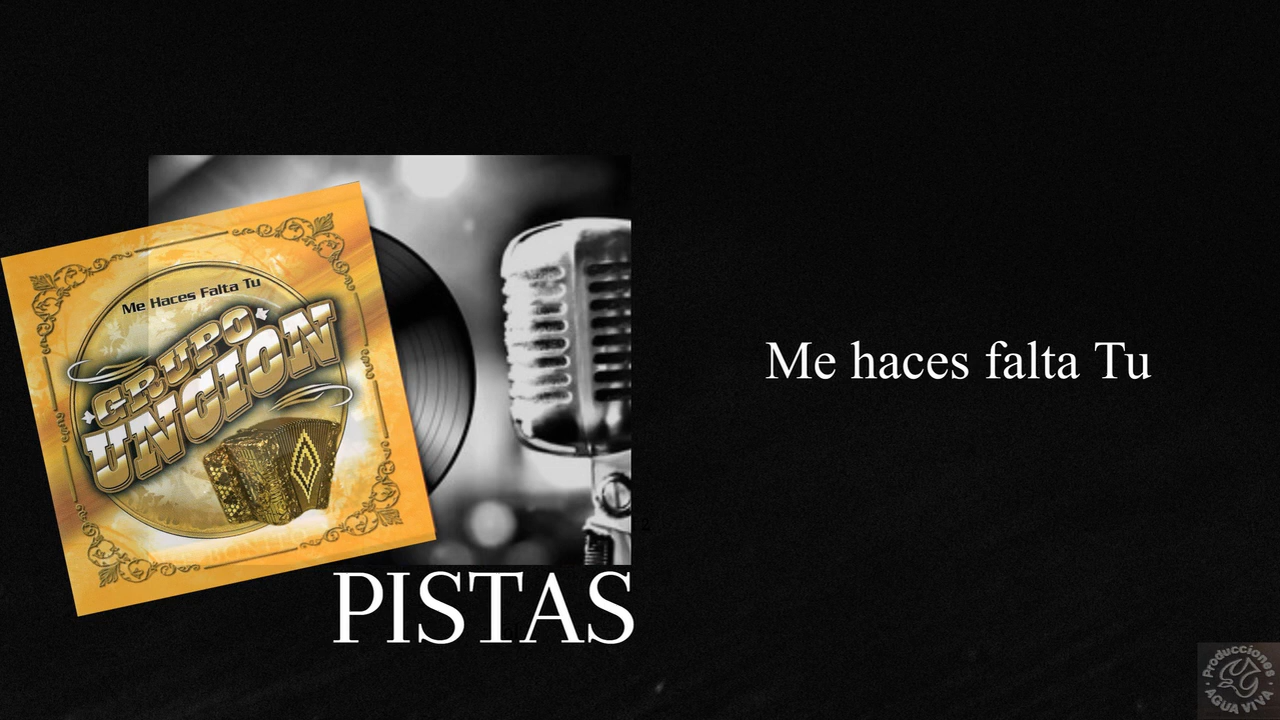 Me Haces Falta Tu
GRUPO
UNCION
PISTAS
Me haces falta Tu
Producciones
AGUA VIVA